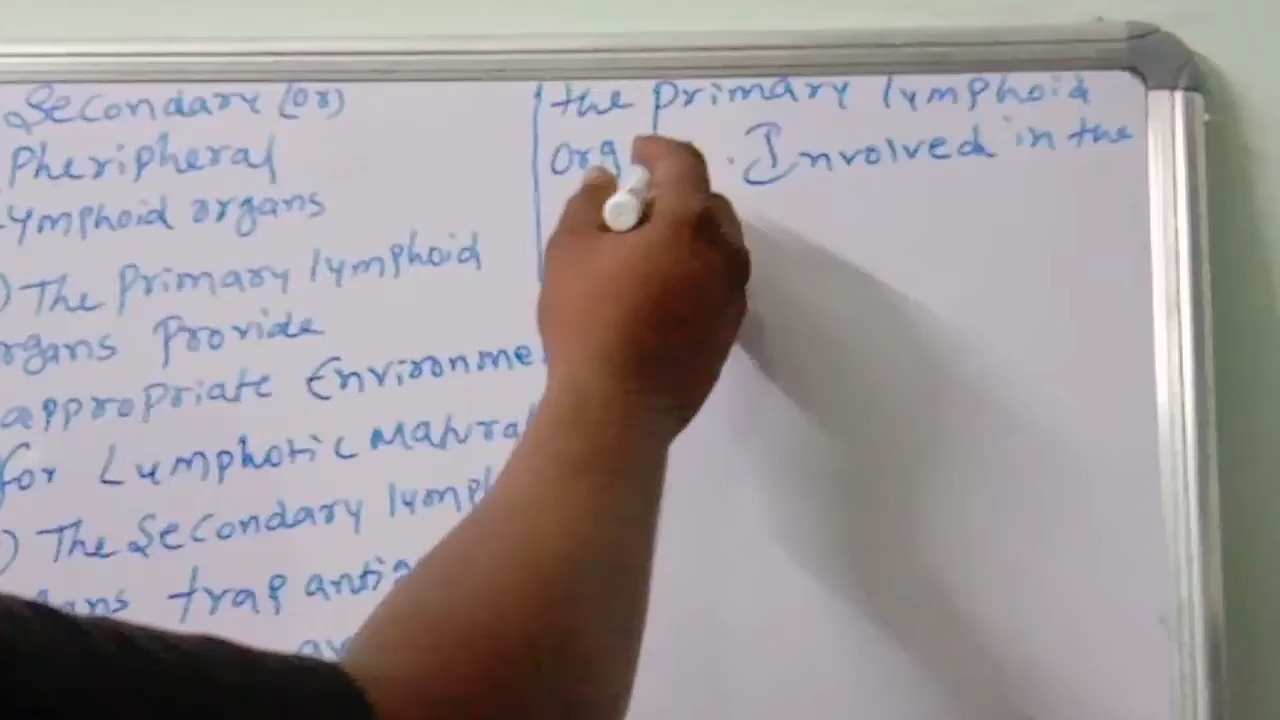 Secondary (or)
Pheripheral
Lymphoid organs
The Primary lymphoid
organs Provide
appropriate Environme
for Lumphotic Matura
The Secondary lymph
trap antig
the primary lymphoid
org . Involved in the